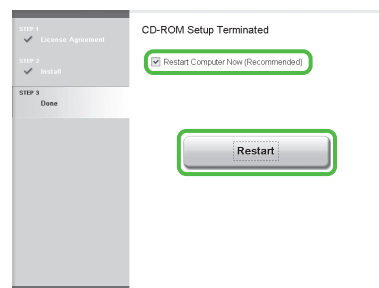 STEP 1
License Agreement
STEP 2
Install
STEP 3
Done
CD-ROM Setup Terminated
Restart Computer Now (Recommended)
Restart